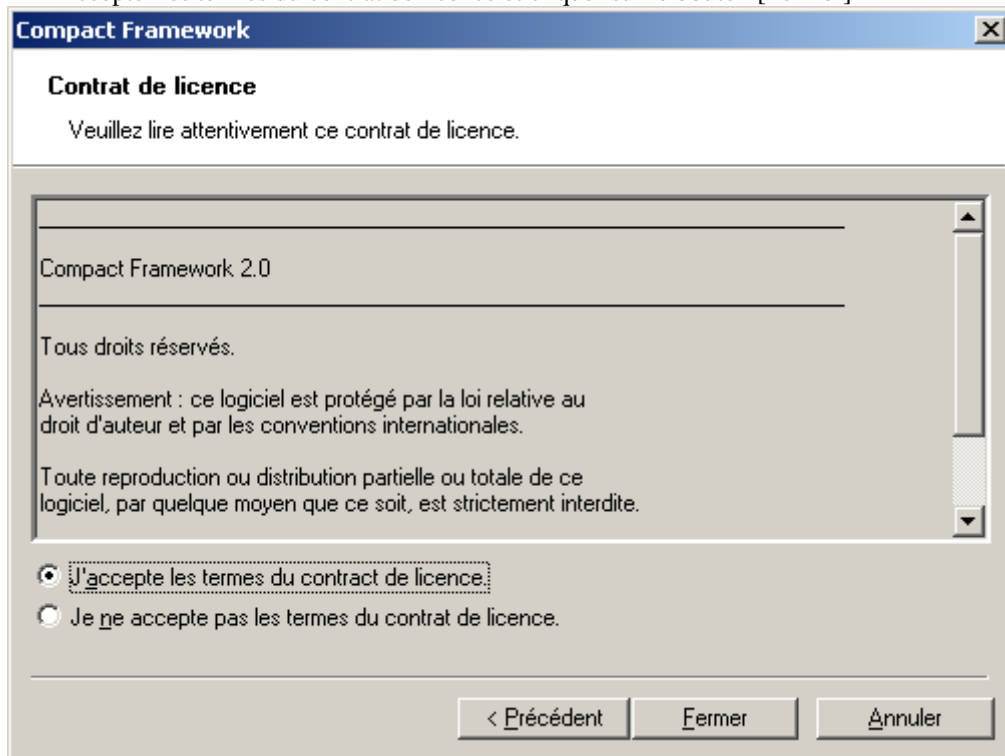 Compact Framework
Contrat de licence
Veuillez lire attentivement ce contrat de licence.
Compact Framework 2.0
Tous droits réservés.
Avertissement : ce logiciel est protégé par la loi relative au
droit d'auteur et par les conventions internationales.
Toute reproduction ou distribution partielle ou totale de ce
logiciel, par quelque moyen que ce soit, est strictement interdite.
J'accepte les termes du contract de licence.
Je ne accepte pas les termes du contrat de licence.
< Précédent
Fermer
Annuler